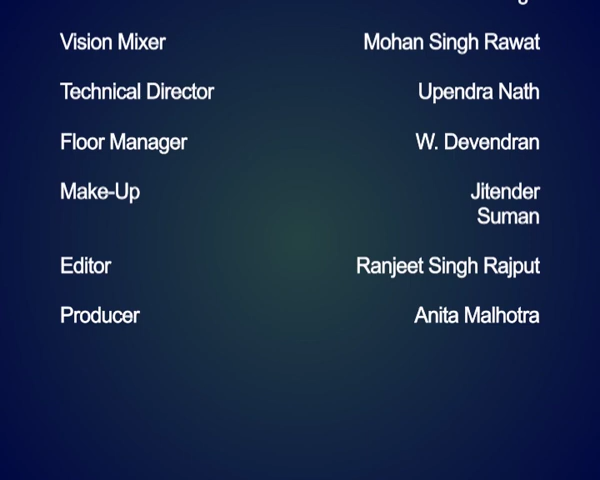 Vision Mixer Mohan Singh Rawat
Technical Director Upendra Nath
Floor Manager W. Devendran
Make-Up Jitender
Suman
Editor Ranjeet Singh Rajput
Producer Anita Malhotra